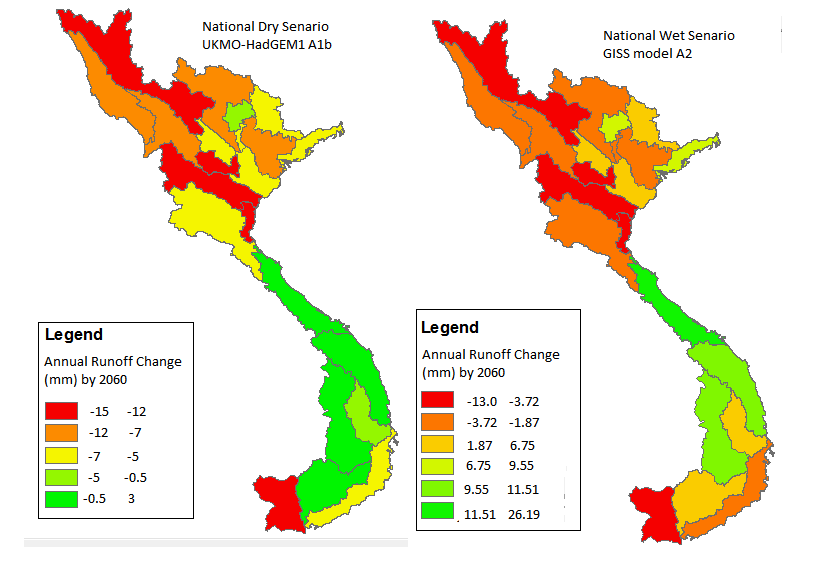 National Dry Senario
UKMO-HadGEM1 A1b
National Wet Senario
GISS model A2
Legend
Annual Runoff Change
(mm) by 2060
-15 -12
-12 -7
-7 -5
-5 -0.5
-0.5 3
Legend
Annual Runoff Change
(mm) by 2060
-13.0 -3.72
-3.72 -1.87
1.87 6.75
6.75 9.55
9.55 11.51
11.51 26.19